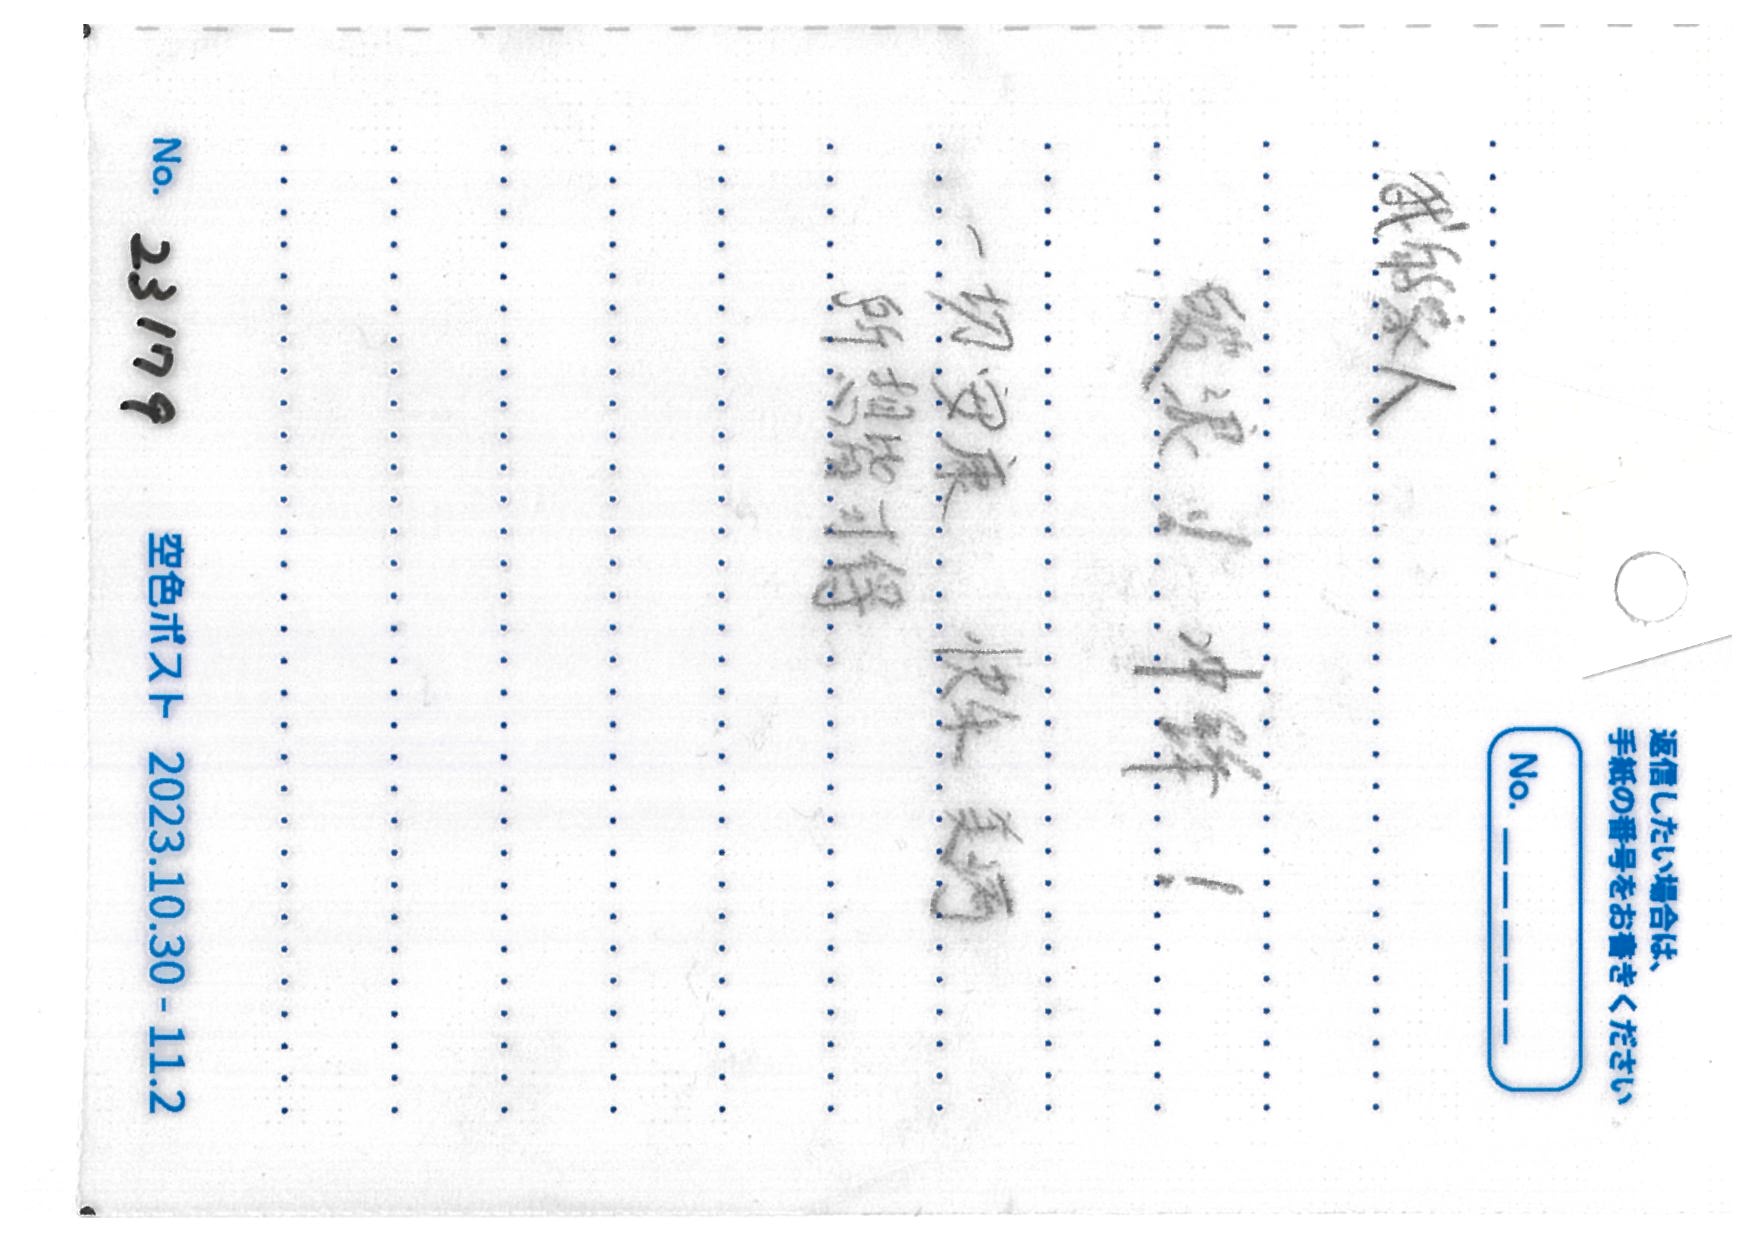 返信したい場合は、
手紙の番号をお書きください
No. _ _ _ _ _
我的家人
破浪！ 冲锋！
一切安康 快乐 美满
所想皆可得
No. 23179
空色ポスト 2023.10.30 - 11.2